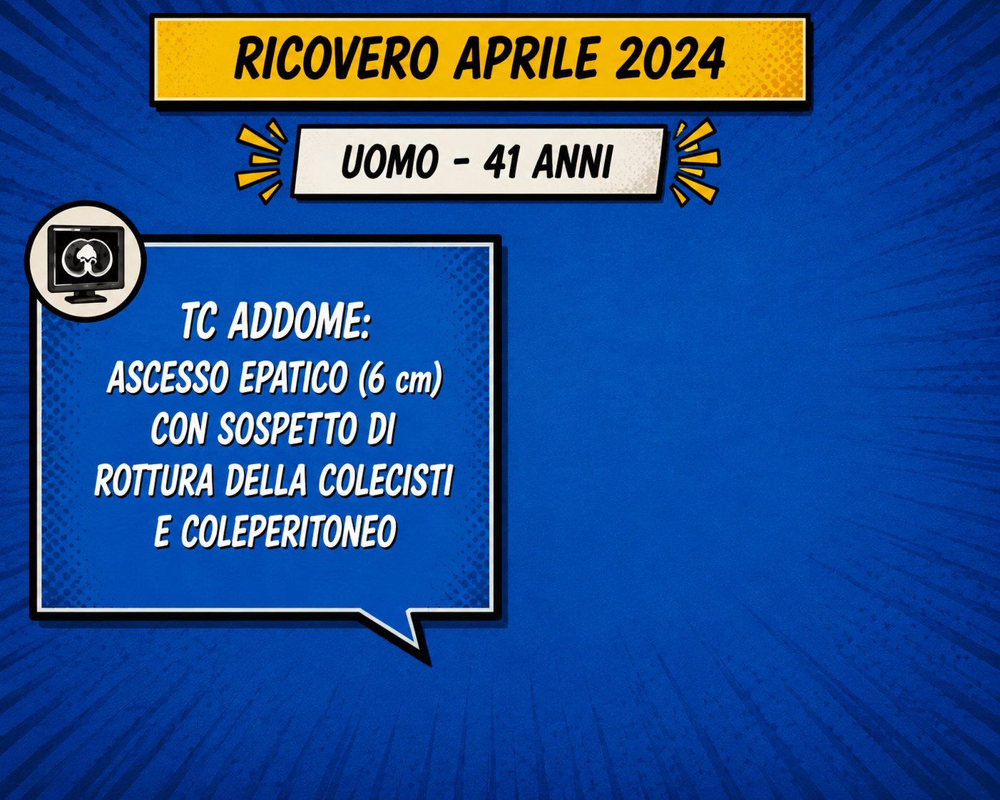 RICOVERO APRILE 2024
UOMO - 41 ANNI
TC ADDOME:
ASCESSO EPATICO (6 cm)
CON SOSPETTO DI
ROTTURA DELLA COLECISTI
E COLEPERITONEO